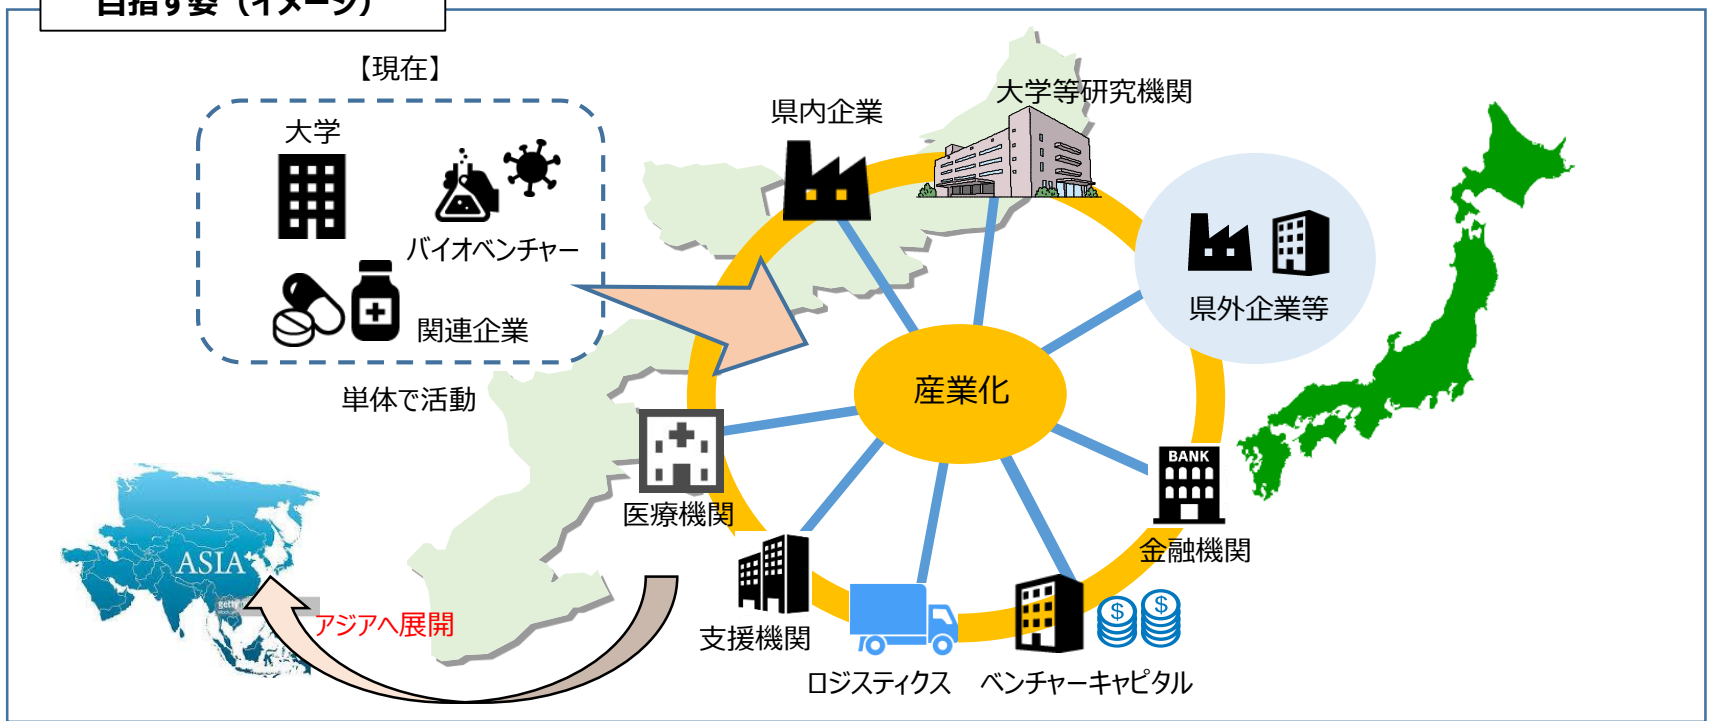 目指す姿（イメージ）
【現在】
大学
バイオベンチャー
関連企業
単体で活動
県内企業
大学等研究機関
県外企業等
産業化
医療機関
BANK
金融機関
支援機関
ロジスティクス
ベンチャーキャピタル
ASIA
getty
アジアへ展開